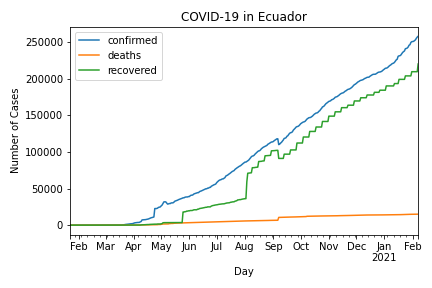 COVID-19 in Ecuador
confirmed
deaths
recovered
250000
200000
150000
100000
50000
0
Number of Cases
Feb Mar Apr May Jun Jul Aug Sep Oct Nov Dec Jan Feb
2021
Day